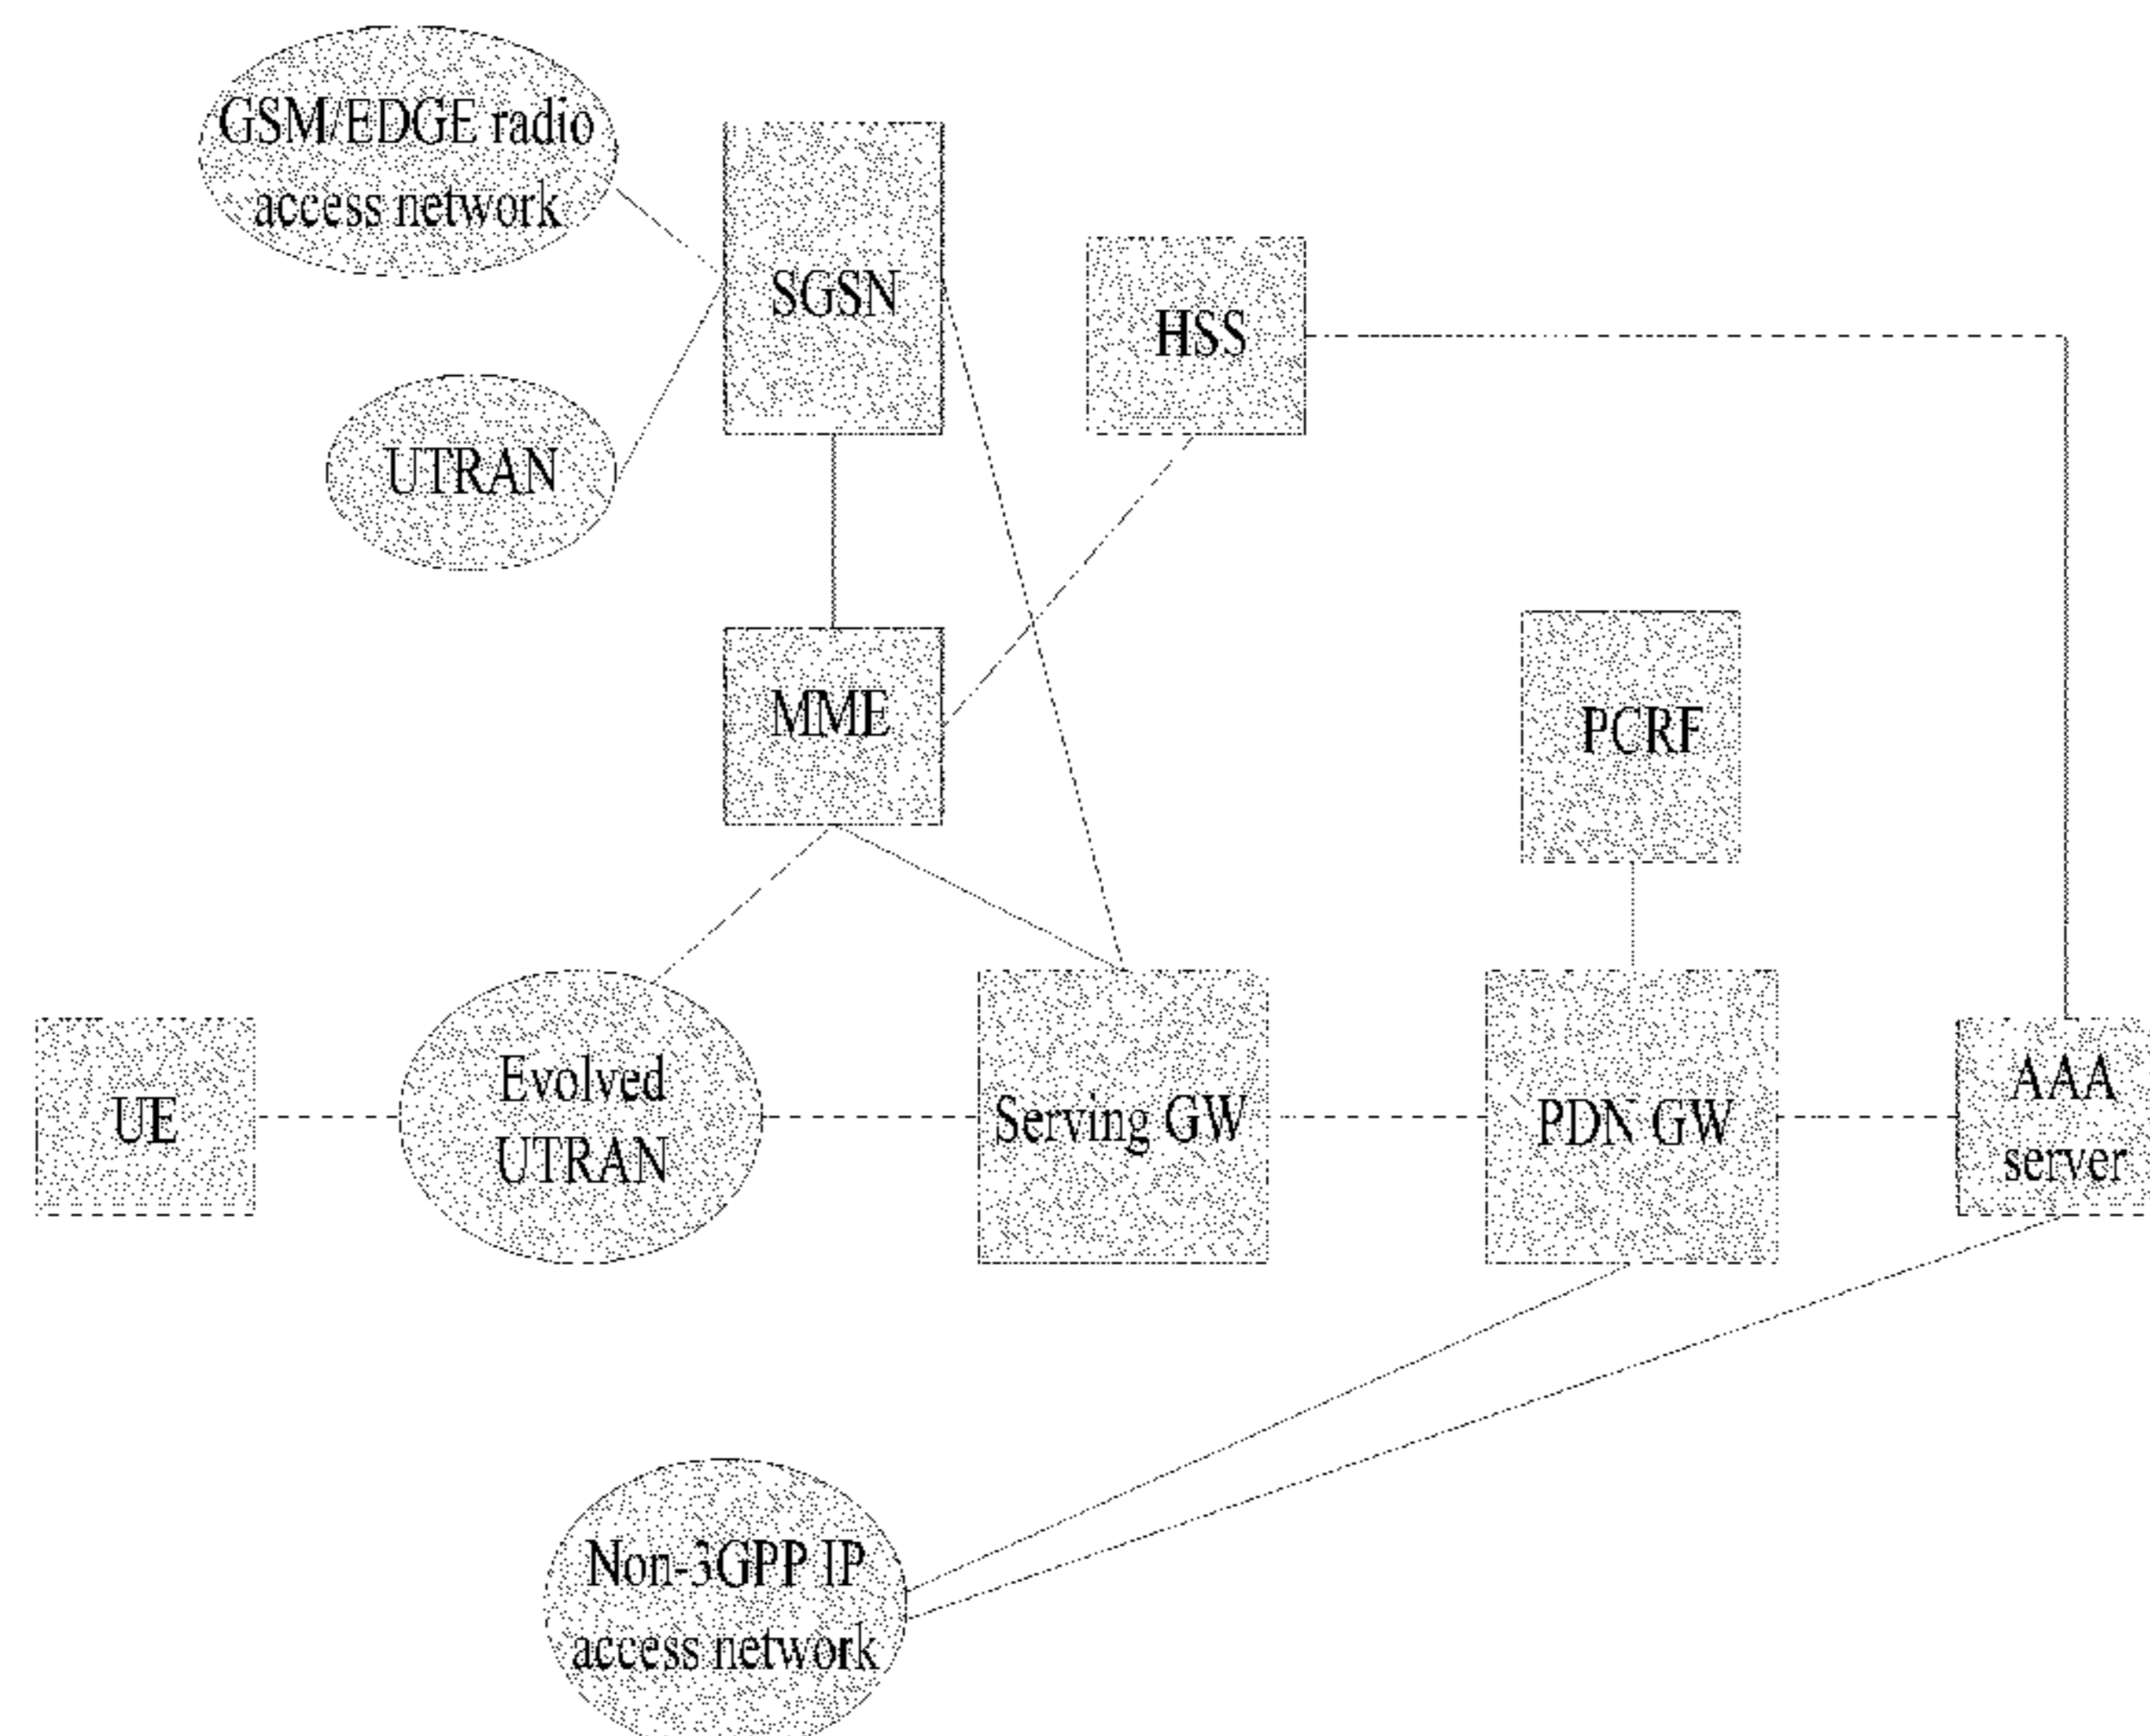 GSM/EDGE radio
access network
SGSN
HSS
UTRAN
MME
PCRF
UE
Evolved
UTRAN
Serving GW
PDN GW
AAA
server
Non-3GPP IP
access network